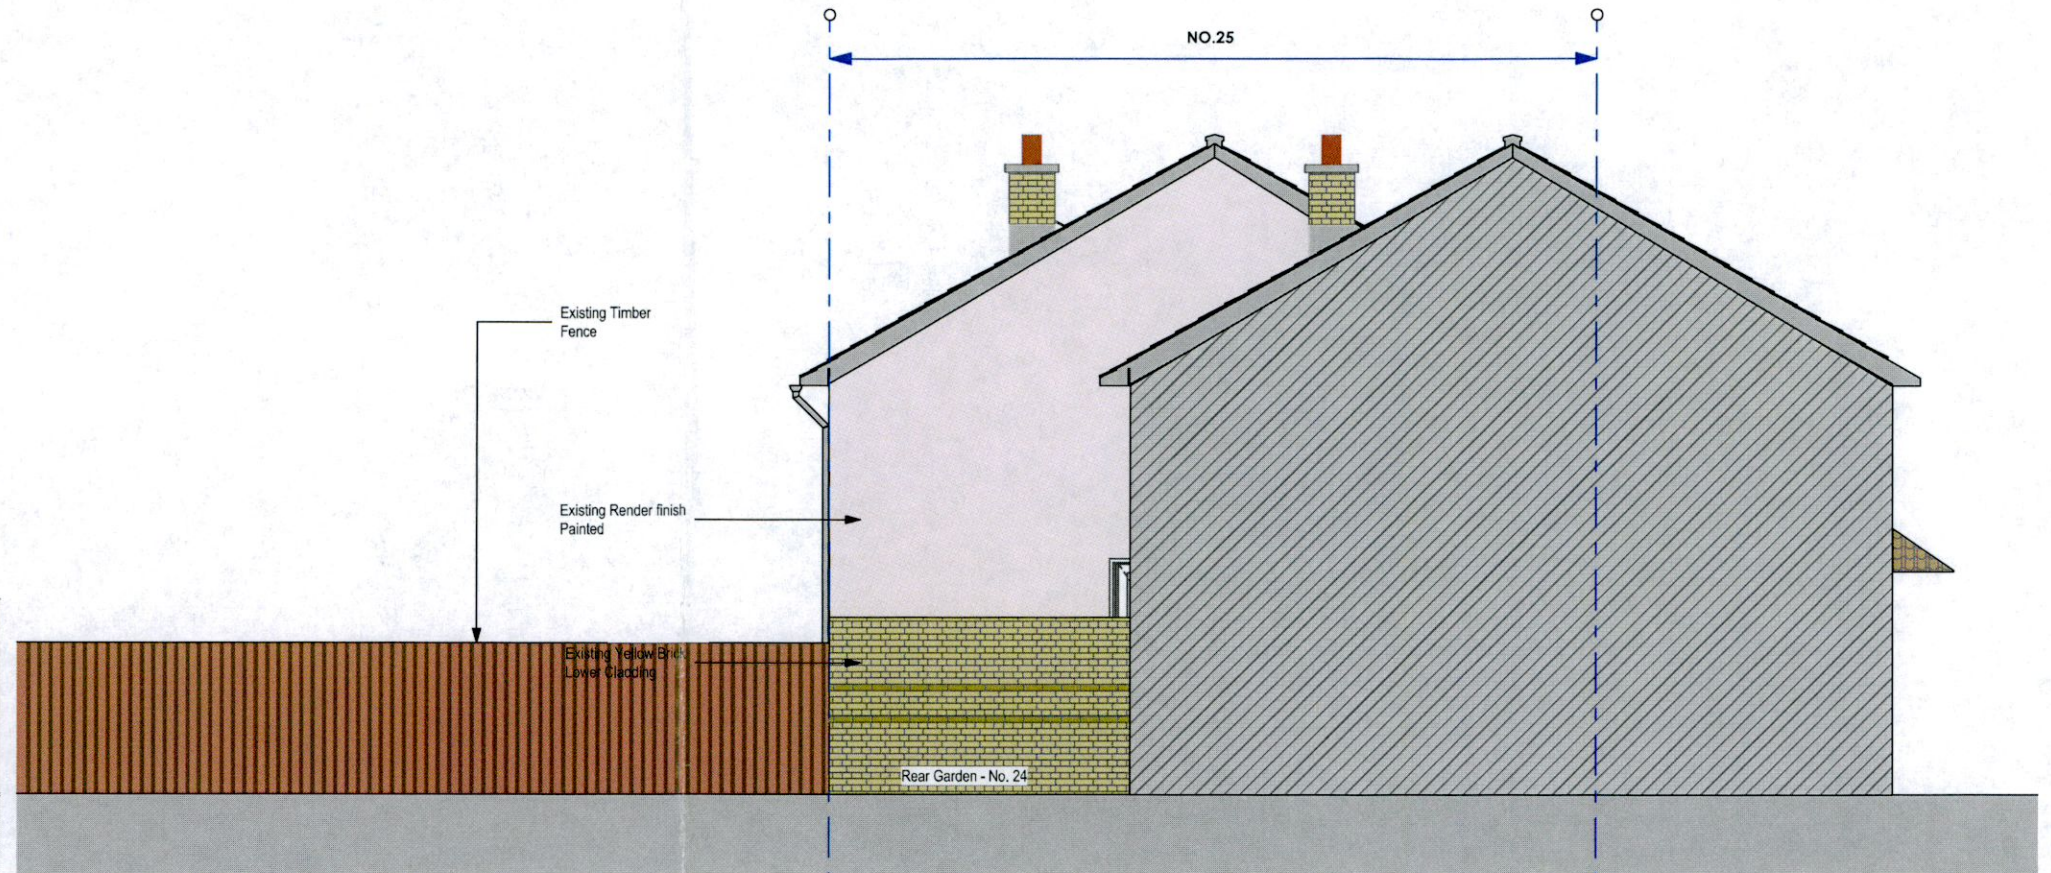 NO.25
Existing Timber
Fence
Existing Render finish
Painted
Existing Yellow Brick
Lower Cladding
Rear Garden - No. 24